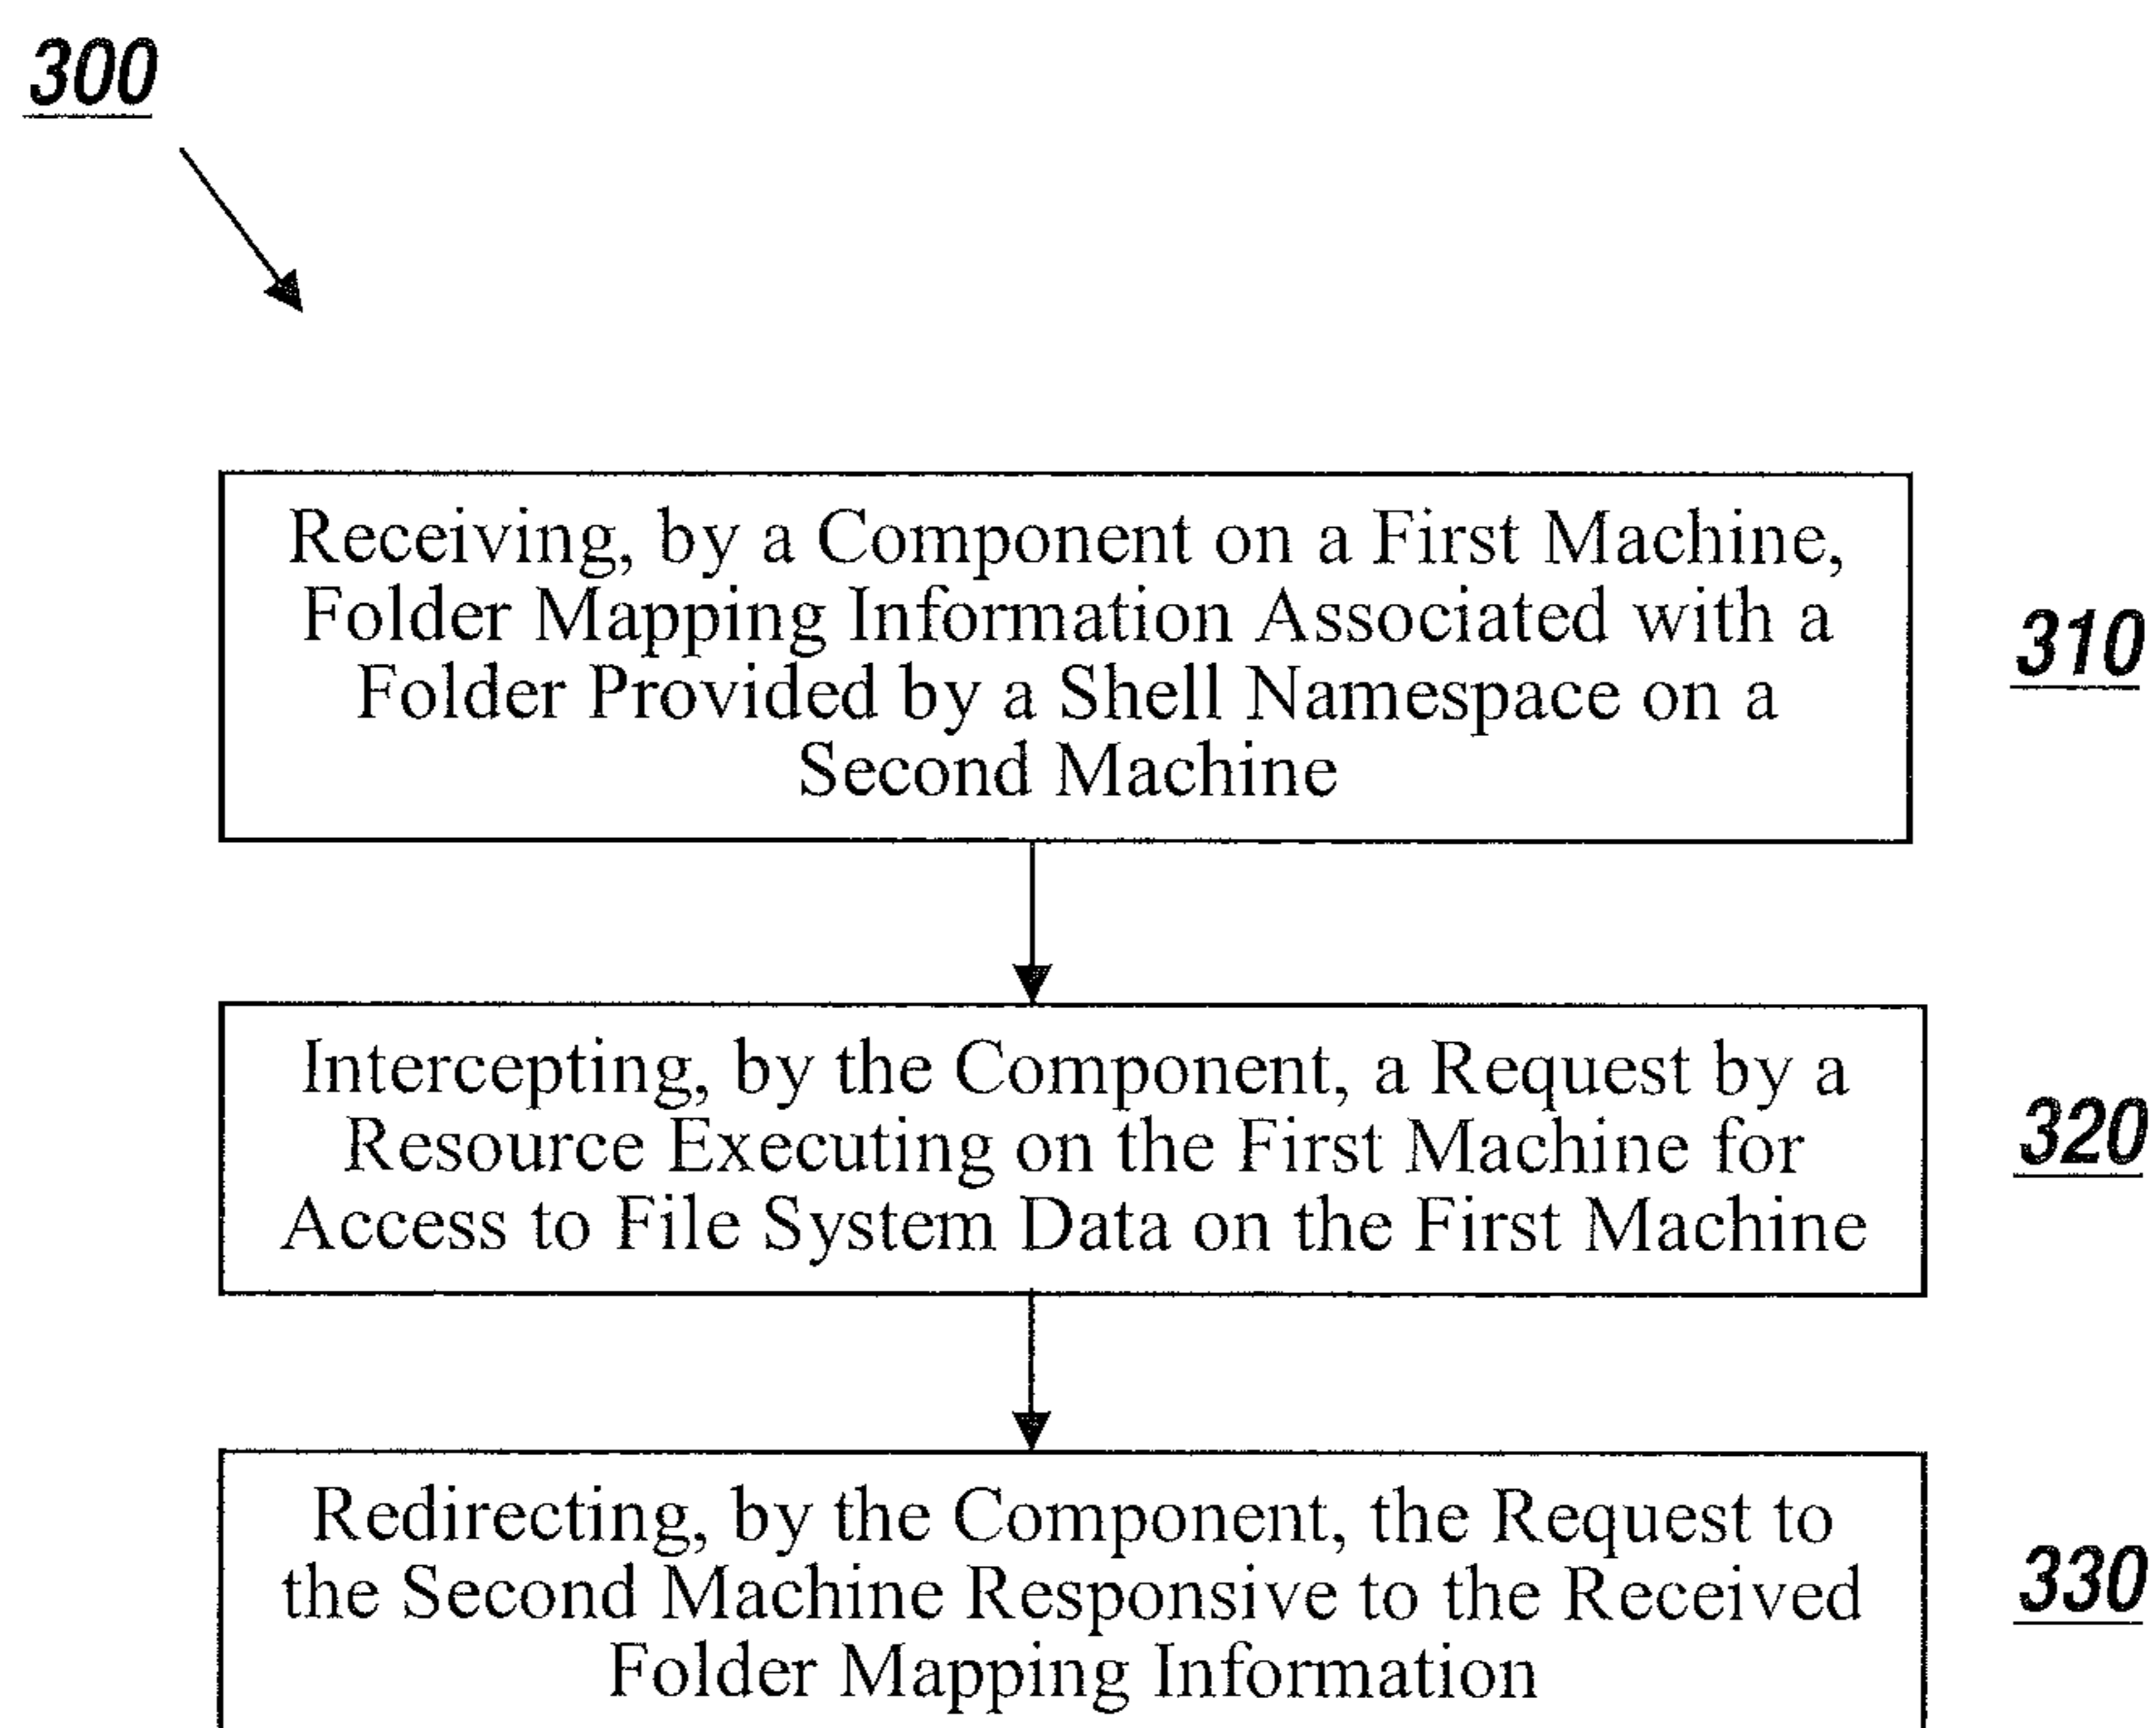 300
Receiving, by a Component on a First Machine,
Folder Mapping Information Associated with a
Folder Provided by a Shell Namespace on a
Second Machine
310
Intercepting, by the Component, a Request by a
Resource Executing on the First Machine for
Access to File System Data on the First Machine
320
Redirecting, by the Component, the Request to
the Second Machine Responsive to the Received
Folder Mapping Information
330